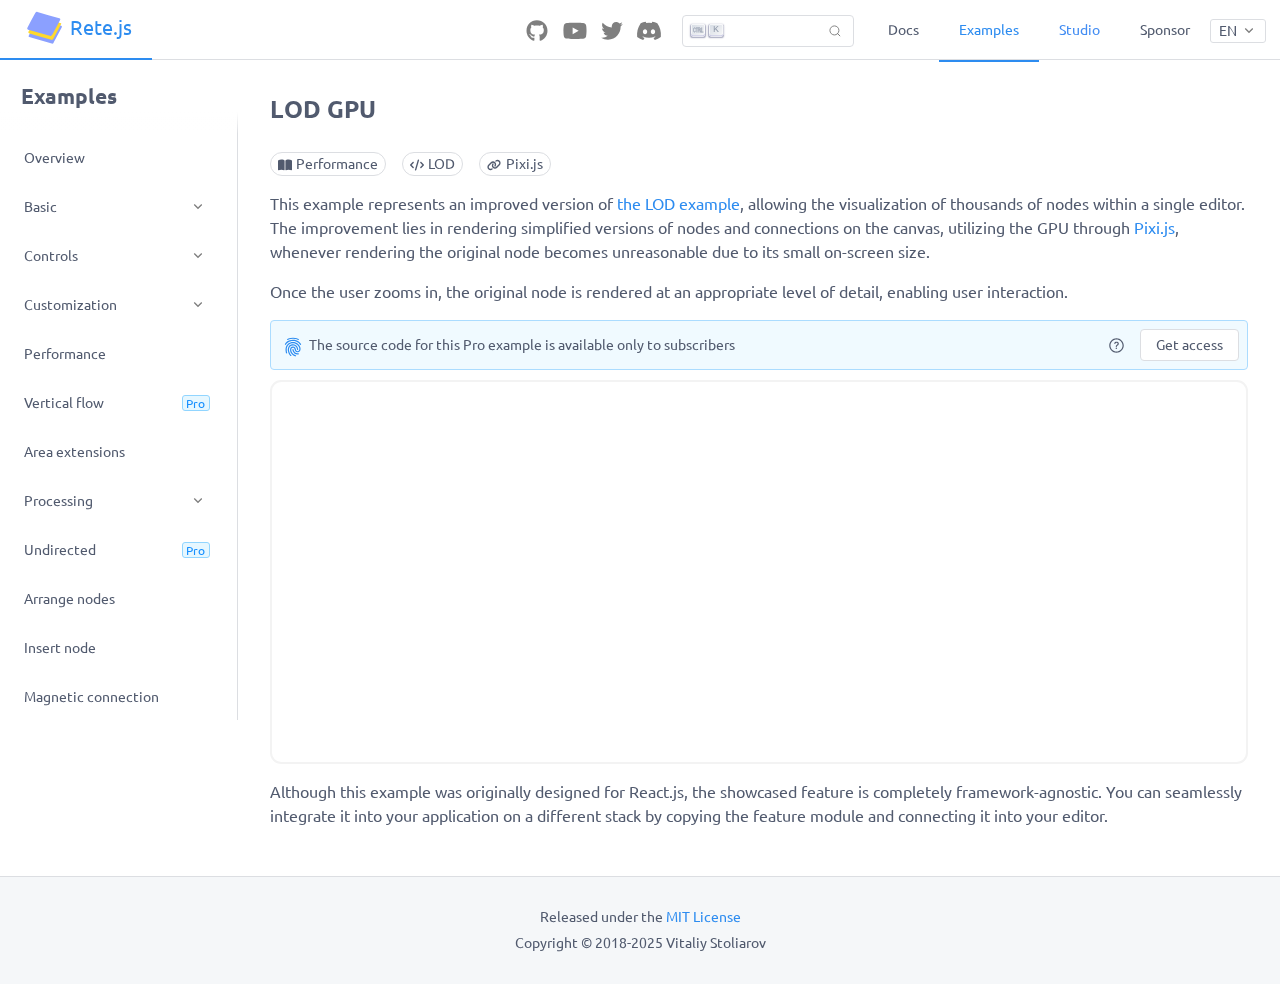 Rete.js
K
Docs
Examples
Studio
Sponsor
EN
Examples
Overview
Basic
Controls
Customization
Performance
Vertical flow Pro
Area extensions
Processing
Undirected Pro
Arrange nodes
Insert node
Magnetic connection
LOD GPU
Performance
LOD
Pixi.js
This example represents an improved version of the LOD example, allowing the visualization of thousands of nodes within a single editor.
The improvement lies in rendering simplified versions of nodes and connections on the canvas, utilizing the GPU through Pixi.js,
whenever rendering the original node becomes unreasonable due to its small on-screen size.
Once the user zooms in, the original node is rendered at an appropriate level of detail, enabling user interaction.
The source code for this Pro example is available only to subscribers
Get access
Although this example was originally designed for React.js, the showcased feature is completely framework-agnostic. You can seamlessly
integrate it into your application on a different stack by copying the feature module and connecting it into your editor.
Released under the MIT License
Copyright © 2018-2025 Vitaliy Stoliarov